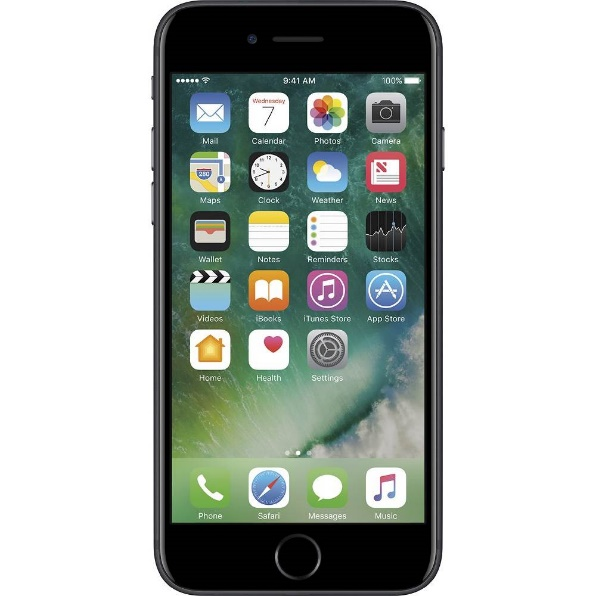 9:41 AM 100%
Wednesday
7
Mail Calendar Photos Camera
280
Maps Clock Weather News
Wallet Notes Reminders Stocks
Videos iBooks iTunes Store App Store
Home Health Settings
Phone Safari Messages Music